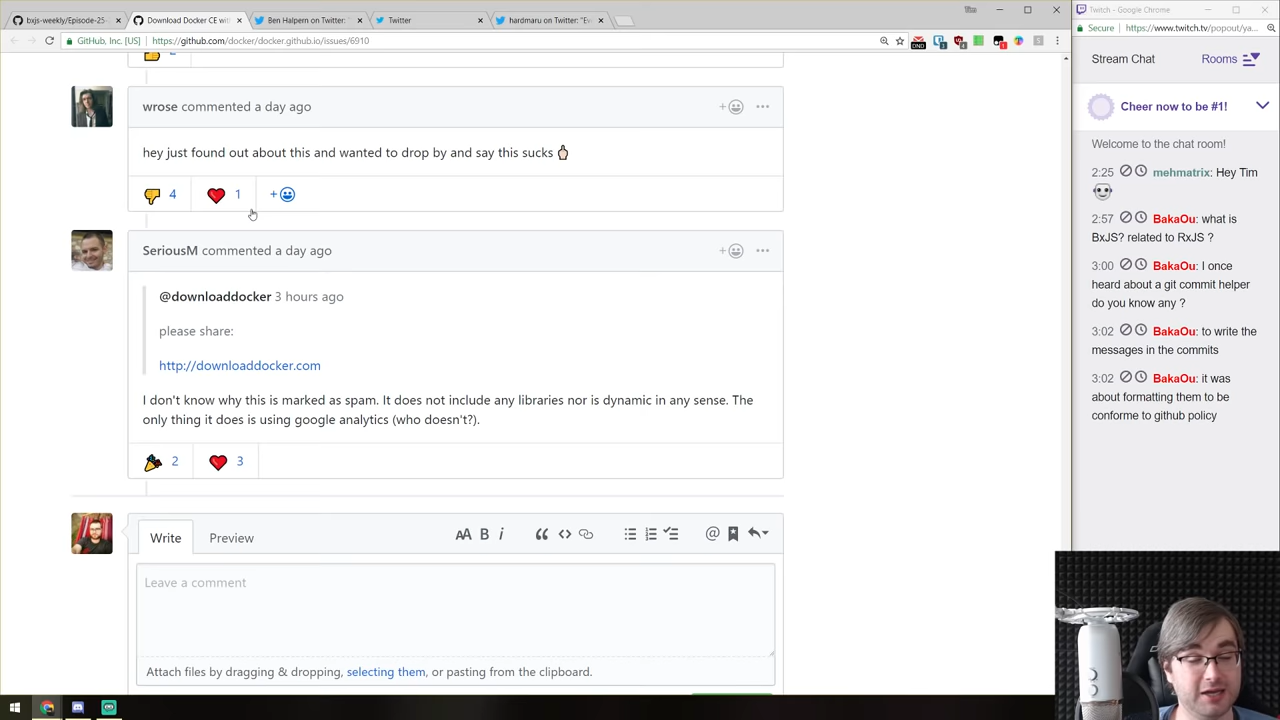 bxjs-weekly/Episode-25-
Download Docker CE wit
Ben Halpern on Twitter: "
Twitter
hardmaru on Twitter: "Ev
Tim
GitHub, Inc. [US]
https://github.com/docker/docker.github.io/issues/6910
wrose commented a day ago
hey just found out about this and wanted to drop by and say this sucks
4
1
SeriousM commented a day ago
@downloaddocker 3 hours ago
please share:
http://downloaddocker.com
I don't know why this is marked as spam. It does not include any libraries nor is dynamic in any sense. The
only thing it does is using google analytics (who doesn't?).
2
3
Write
Preview
AA B i
Leave a comment
Attach files by dragging & dropping, selecting them, or pasting from the clipboard.
Twitch - Google Chrome
Secure
https://www.twitch.tv/popout/ya...
Stream Chat
Rooms
Cheer now to be #1!
Welcome to the chat room!
2:25 mehmatrix: Hey Tim
2:57 BakaOu: what is
BxJS? related to RxJS ?
3:00 BakaOu: I once
heard about a git commit helper
do you know any ?
3:02 BakaOu: to write the
messages in the commits
3:02 BakaOu: it was
about formatting them to be
conforme to github policy